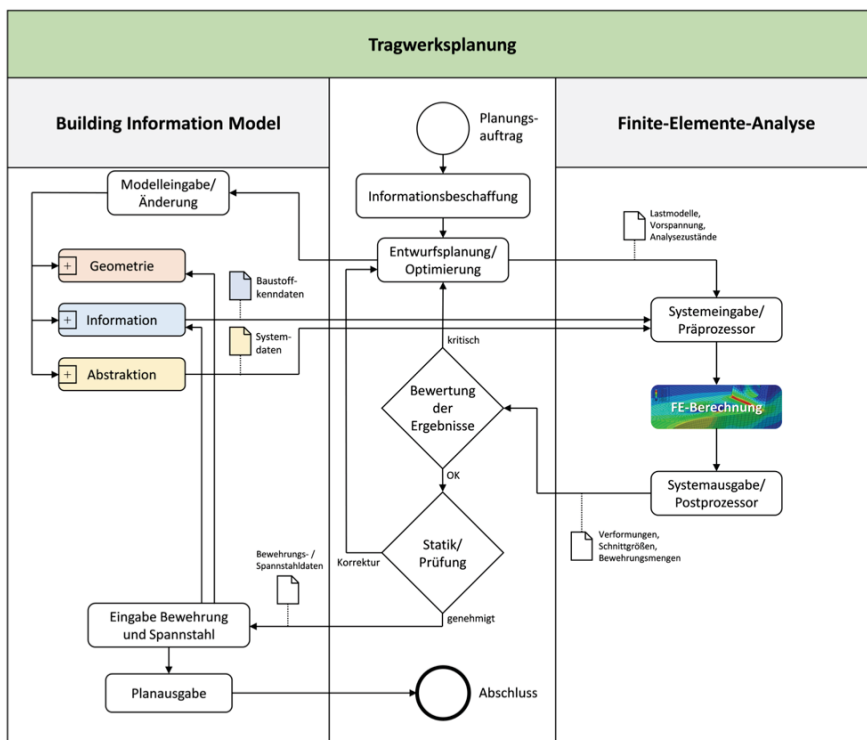 Tragwerksplanung
Building Information Model
Finite-Elemente-Analyse
Planungs-
auftrag
Informationsbeschaffung
Modelleingabe/
Änderung
Entwurfsplanung/
Optimierung
Lastmodelle,
Vorspannung,
Analysezustände
Geometrie
Information
Abstraktion
Baustoff-
kenndaten
System-
daten
Systemeingabe/
Präprozessor
kritisch
Bewertung
der
Ergebnisse
OK
FE-Berechnung
Systemausgabe/
Postprozessor
Verformungen,
Schnittgrößen,
Bewehrungsmengen
Statik/
Prüfung
Korrektur
genehmigt
Bewehrungs- /
Spannstahldaten
Eingabe Bewehrung
und Spannstahl
Planausgabe
Abschluss